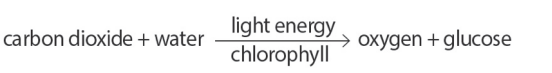 light energy
carbon dioxide + water → oxygen + glucose
chlorophyll